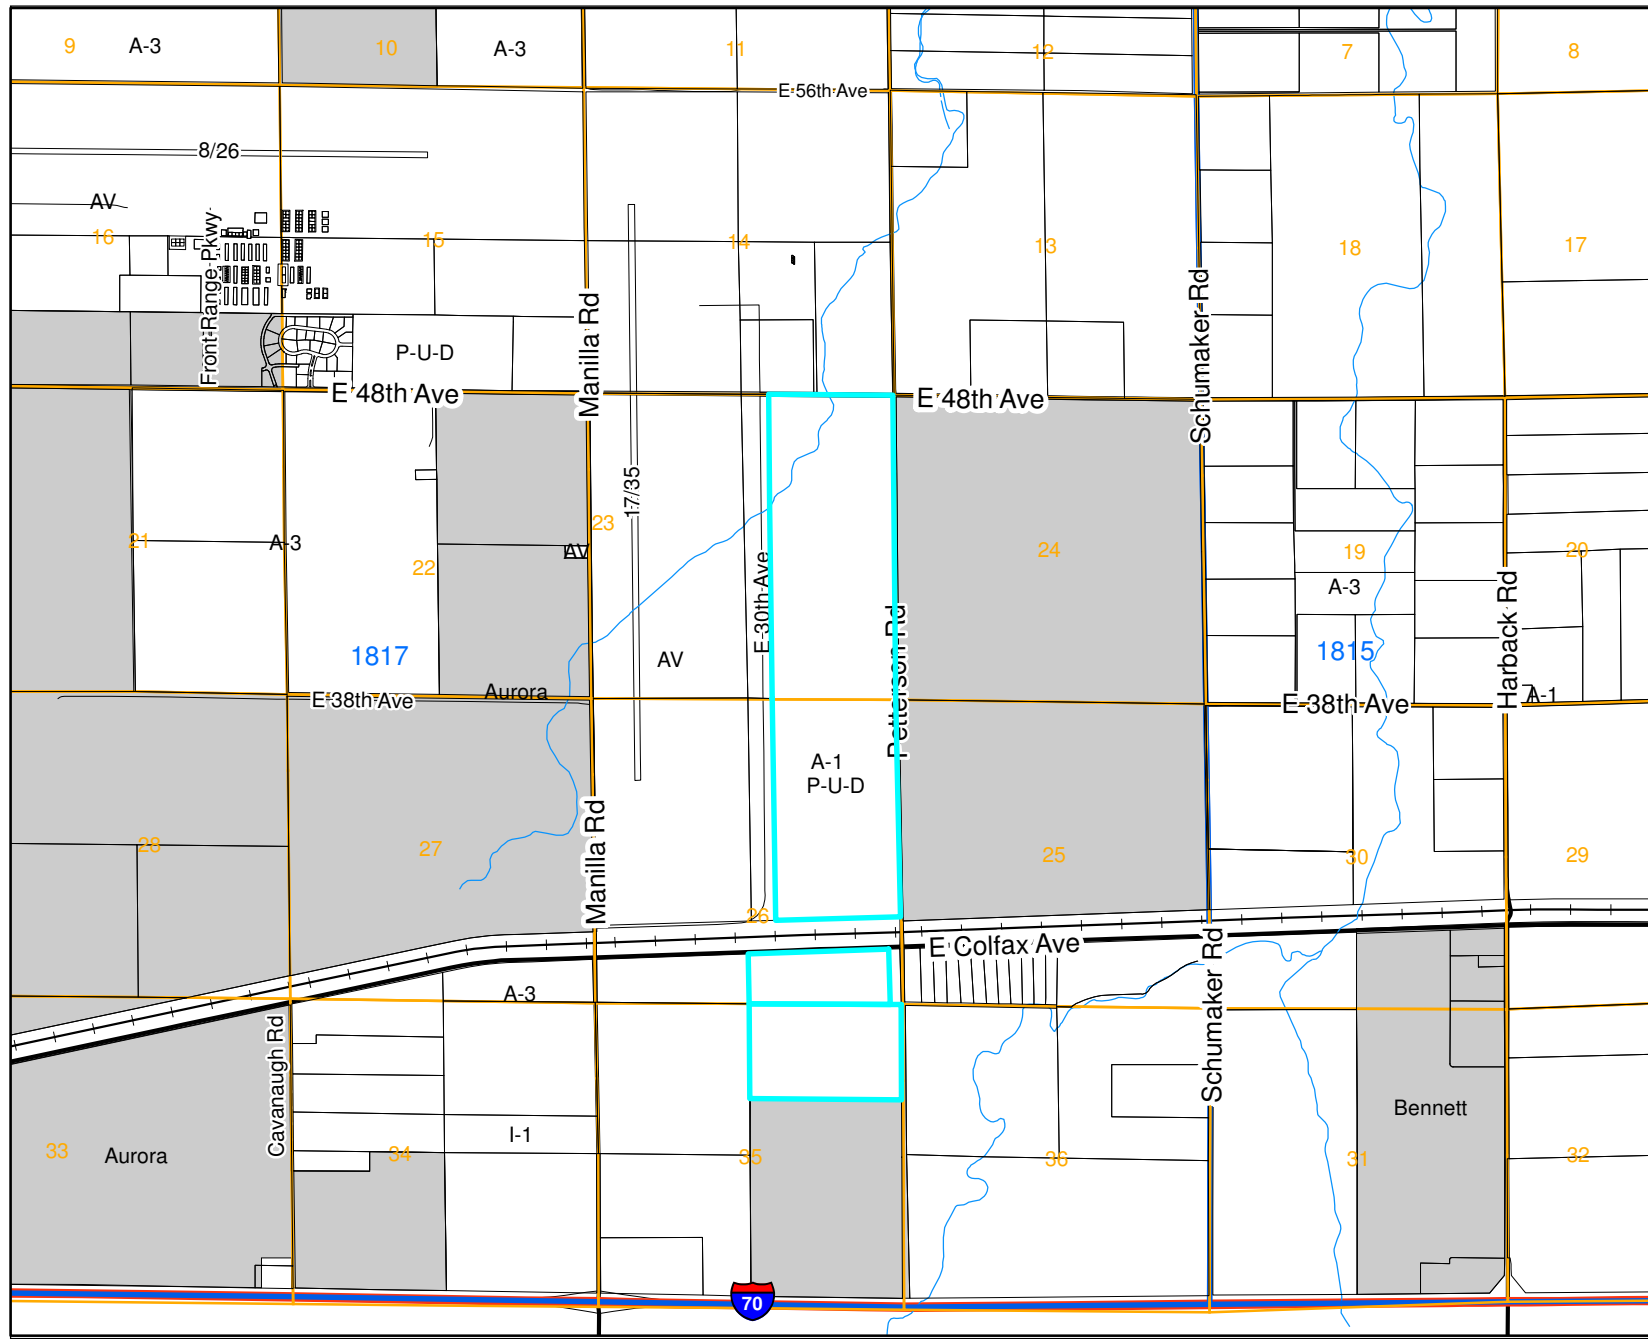 9
A-3
10
A-3
11
12
7
8
E 56th Ave
8/26
AV
16
Front Range Pkwy
15
14
13
18
17
Manilla Rd
Schumaker Rd
P-U-D
E 48th Ave
E 48th Ave
17/35
21
A-3
22
23
AV
E 30th Ave
24
19
A-3
20
1817
AV
Petterson Rd
1815
Harback Rd
Aurora
E 38th Ave
E 38th Ave
A-1
A-1
P-U-D
28
27
Manilla Rd
25
30
29
26
E Colfax Ave
Schumaker Rd
A-3
Cavanaugh Rd
Bennett
I-1
33
Aurora
34
35
36
31
32
70